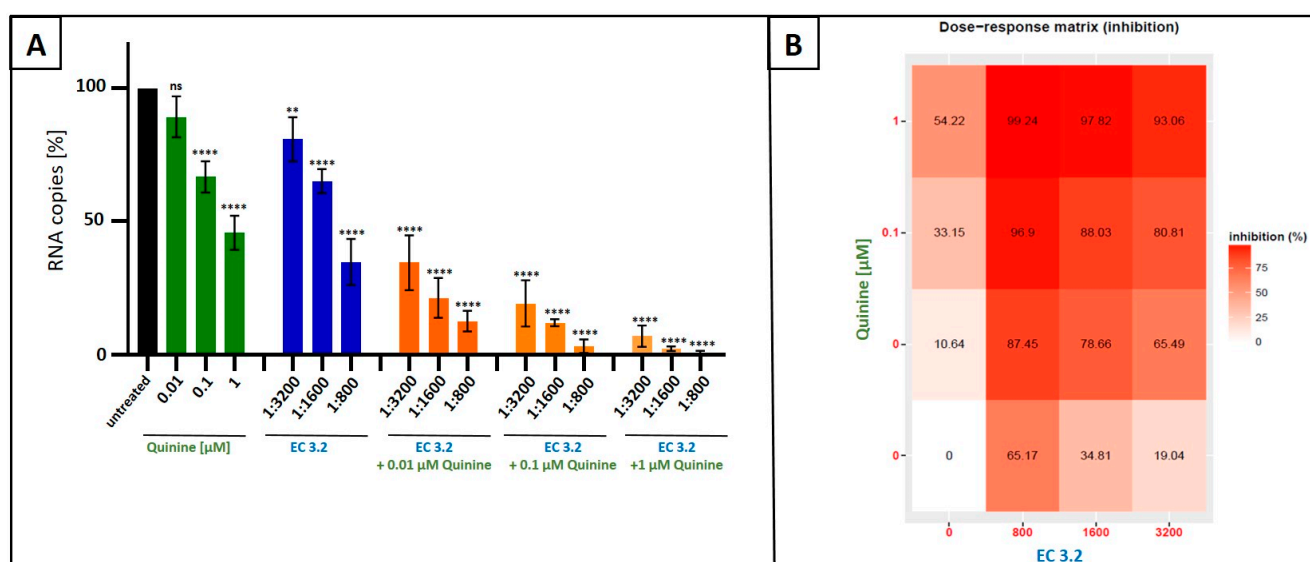 A
RNA copies [%]
100
50
0
ns
****
****
**
****
****
****
****
****
****
****
****
****
****
****
untreated
0.01
0.1
1
1:3200
1:1600
1:800
1:3200
1:1600
1:800
1:3200
1:1600
1:800
1:3200
1:1600
1:800
Quinine [µM]
EC 3.2
EC 3.2
+ 0.01 µM Quinine
EC 3.2
+ 0.1 µM Quinine
EC 3.2
+1 µM Quinine
B
Dose-response matrix (inhibition)
Quinine [µM]
1
54.22 99.24 97.82 93.06
0.1
33.15 96.9 88.03 80.81
0
10.64 87.45 78.66 65.49
0
0 65.17 34.81 19.04
0 800 1600 3200
EC 3.2
inhibition (%)
75
50
25
0